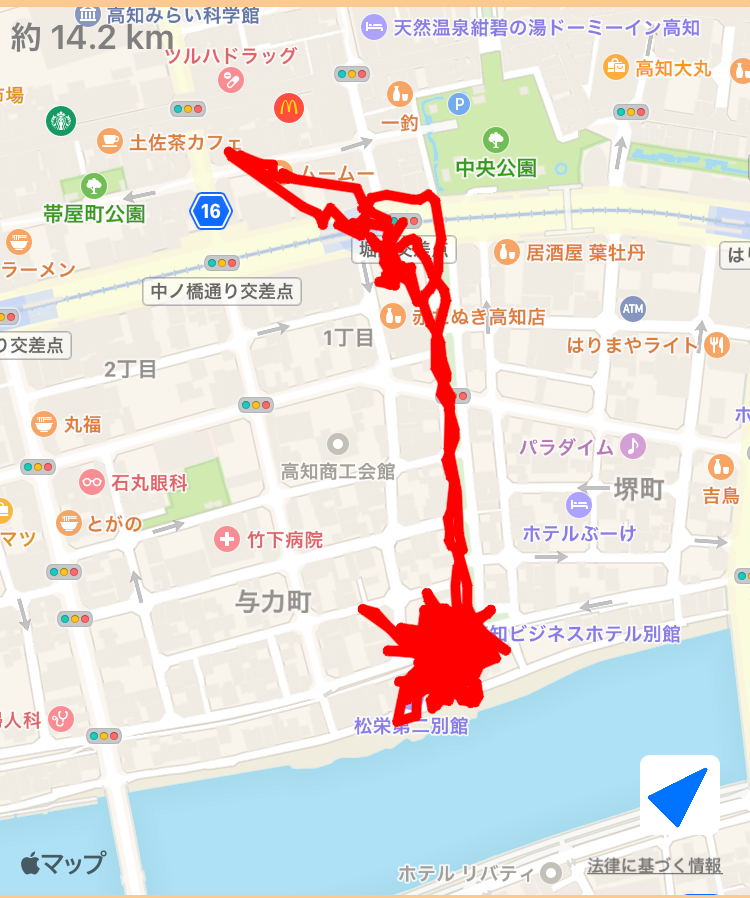 高知みらい科学館
約 14.2 km
天然温泉紺碧の湯ドーミーイン高知
ツルハドラッグ
高知大丸
市場
P
一釣
土佐茶カフェ
中央公園
ムームー
帯屋町公園
16
居酒屋 葉牡丹
は
ラーメン
中ノ橋通り交差点
ATM
赤たぬき高知店
1丁目
はりまやライト
り交差点
2丁目
丸福
ホ
パラダイム
高知商工会館
石丸眼科
堺町
吉鳥
マツ
とがの
ホテルぶーけ
竹下病院
与力町
知ビジネスホテル別館
婦人科
松栄第二別館
マップ
ホテル リバティ
法律に基づく情報